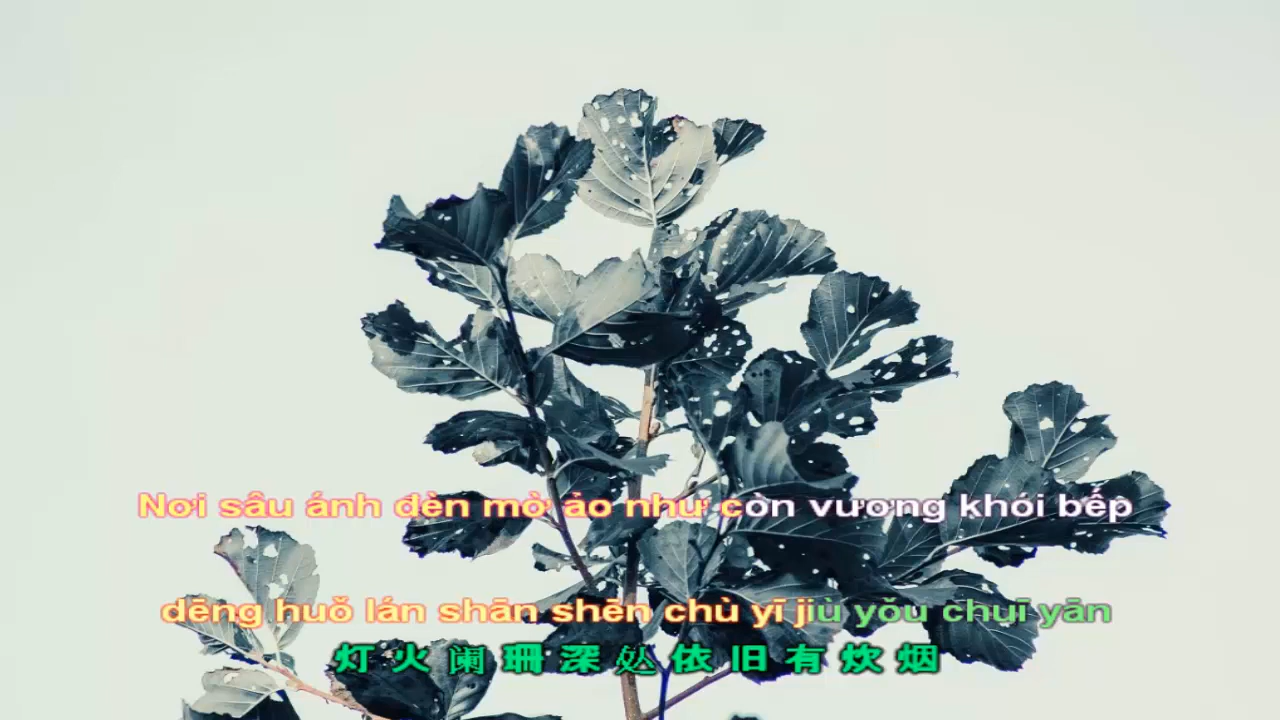 Nơi sâu ánh đèn mờ ảo như còn vương khói bếp
dēng huǒ lán shān shēn chù yī jiù yǒu chuī yān
灯火阑珊深处依旧有炊烟